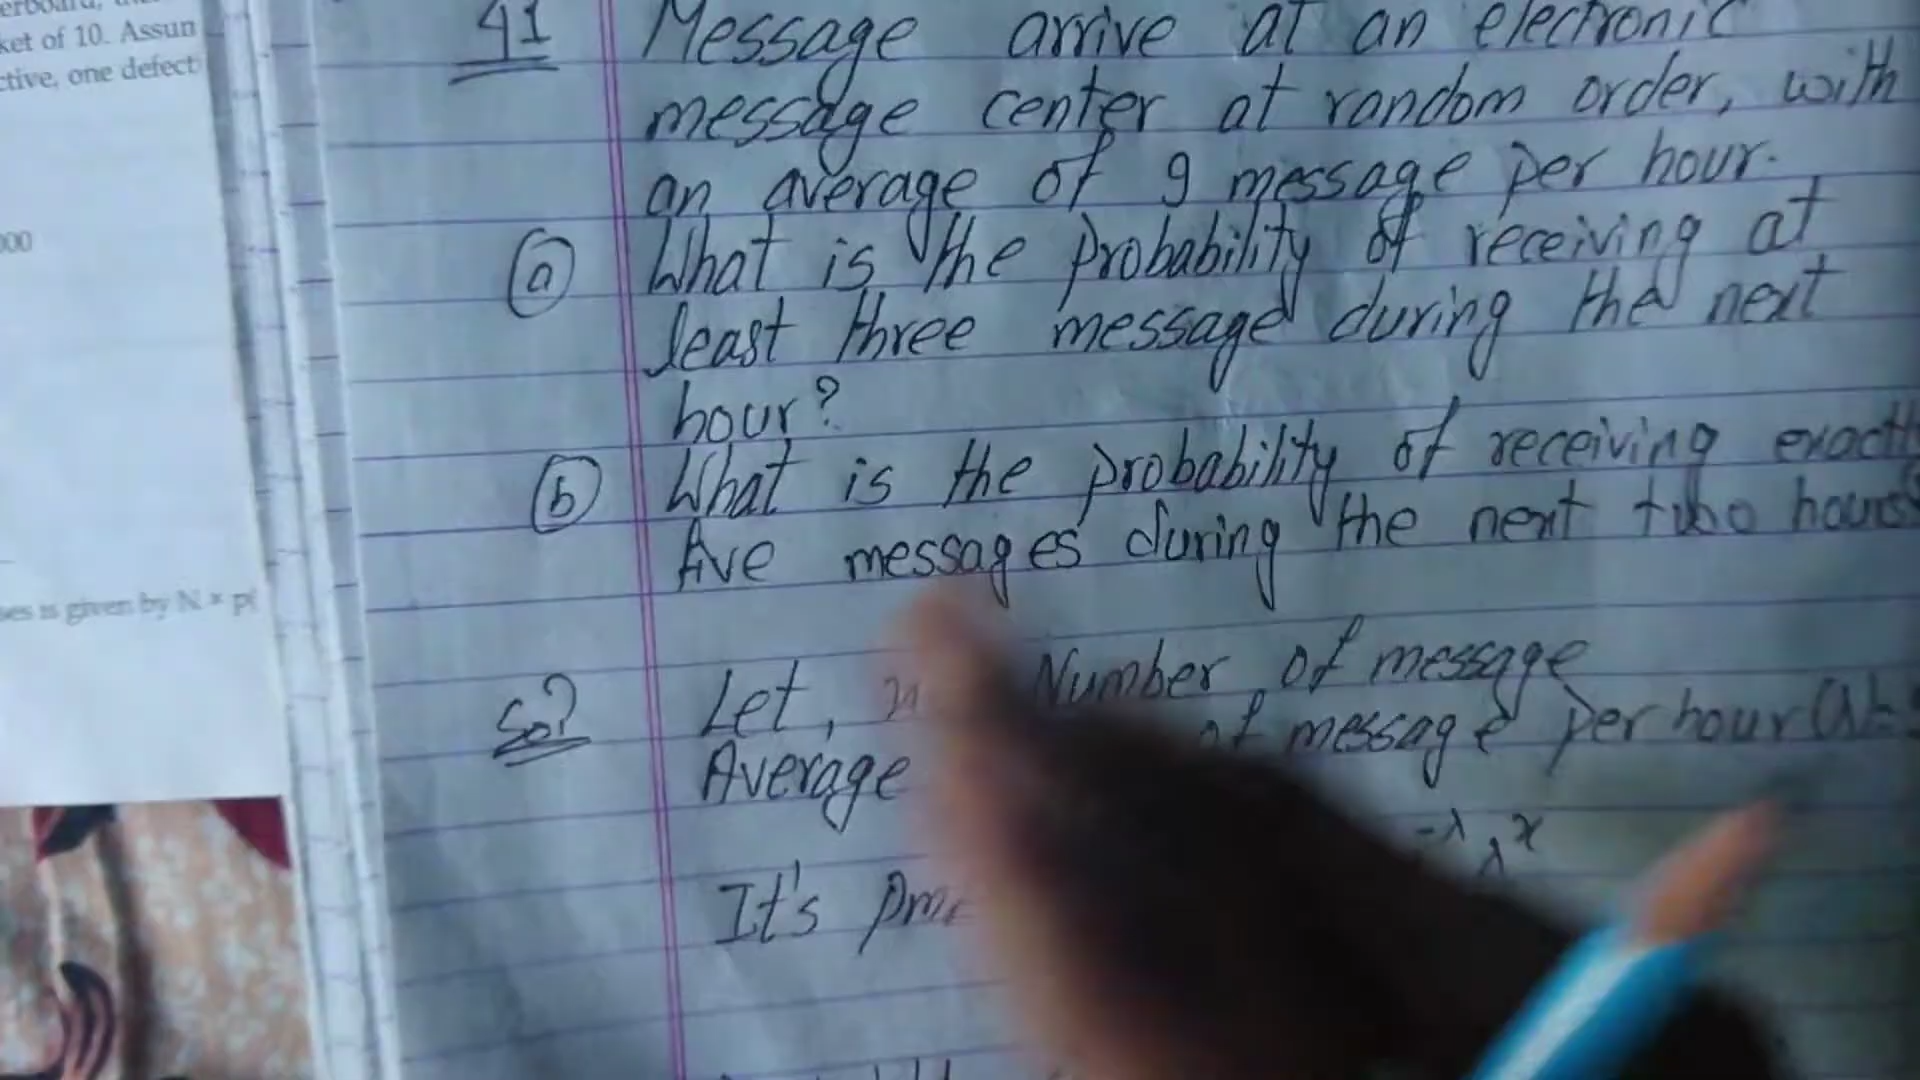 ket of 10. Assun
ctive, one defect
000
ses is given by N × p(
41 Message arrive at an electronic
message center at random order, with
an average of 9 message per hour.
(a) What is the probability of receiving at
least three message during the next
hour?
(b) What is the probability of receiving exactly
five messages during the next two hours
Sol Let, Number of message
Average of message per hour
-λ λ x
It's